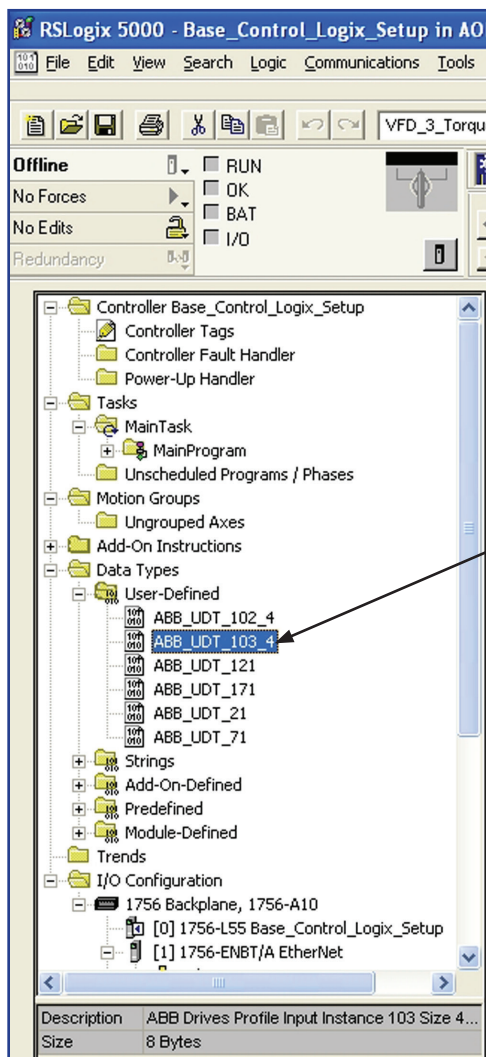 RSLogix 5000 - Base_Control_Logix_Setup in AO
File Edit View Search Logic Communications Tools
VFD_3_Torqu
Offline
RUN
No Forces
OK
BAT
No Edits
I/O
Redundancy
Controller Base_Control_Logix_Setup
Controller Tags
Controller Fault Handler
Power-Up Handler
Tasks
MainTask
MainProgram
Unscheduled Programs / Phases
Motion Groups
Ungrouped Axes
Add-On Instructions
Data Types
User-Defined
ABB_UDT_102_4
ABB_UDT_103_4
ABB_UDT_121
ABB_UDT_171
ABB_UDT_21
ABB_UDT_71
Strings
Add-On-Defined
Predefined
Module-Defined
Trends
I/O Configuration
1756 Backplane, 1756-A10
[0] 1756-L55 Base_Control_Logix_Setup
[1] 1756-ENBT/A EtherNet
Description ABB Drives Profile Input Instance 103 Size 4...
Size 8 Bytes